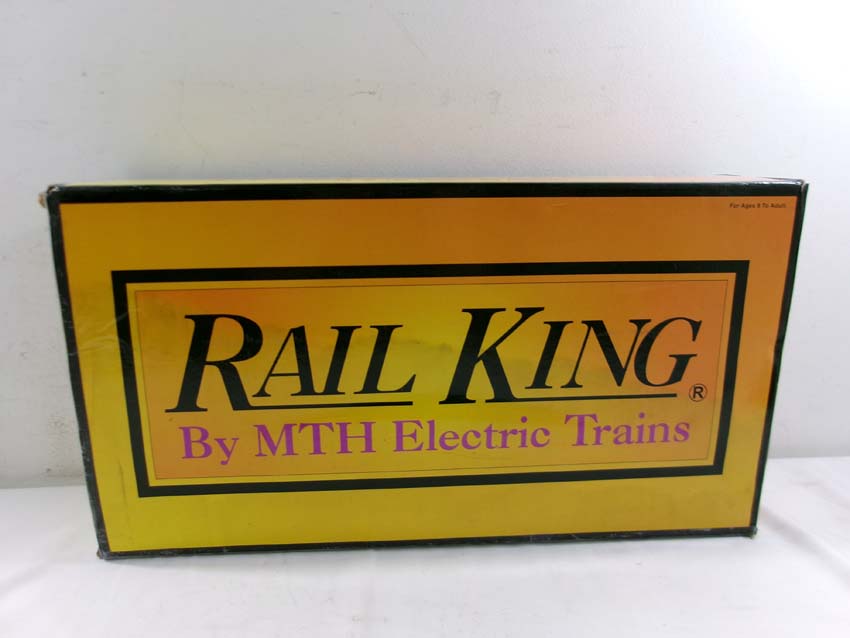 For Ages 8 To Adult
RAIL KING®
By MTH Electric Trains